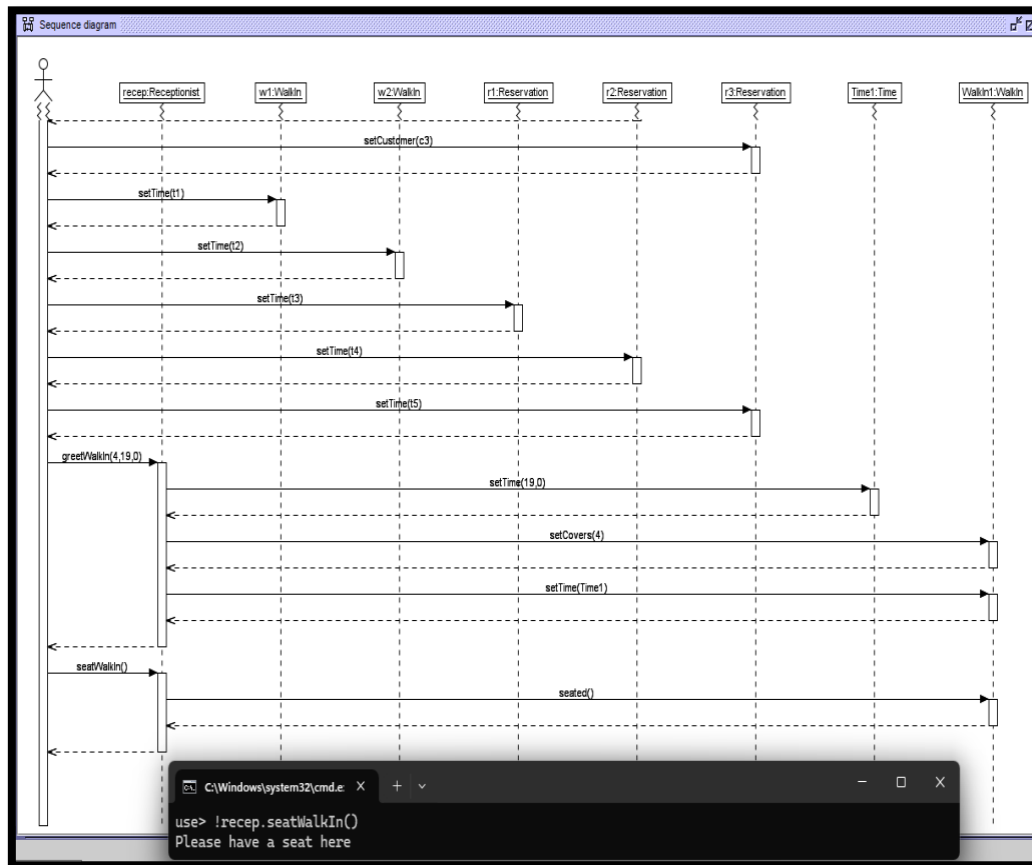 Sequence diagram
recep:Receptionist
w1:WalkIn
w2:WalkIn
r1:Reservation
r2:Reservation
r3:Reservation
Time1:Time
WalkIn1:WalkIn
setCustomer(c3)
setTime(t1)
setTime(t2)
setTime(t3)
setTime(t4)
setTime(t5)
greetWalkIn(4,19,0)
setTime(19,0)
setCovers(4)
setTime(Time1)
seatWalkIn()
seated()
C:\Windows\system32\cmd.e:
use> !recep.seatWalkIn()
Please have a seat here